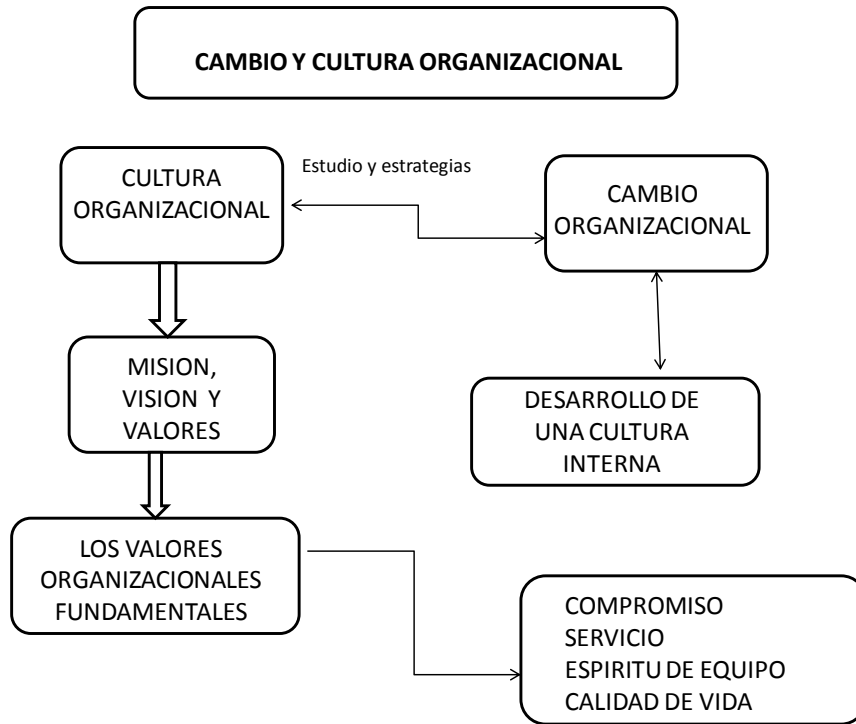 CAMBIO Y CULTURA ORGANIZACIONAL
CULTURA
ORGANIZACIONAL
Estudio y estrategias
CAMBIO
ORGANIZACIONAL
MISION,
VISION Y
VALORES
DESARROLLO DE
UNA CULTURA
INTERNA
LOS VALORES
ORGANIZACIONALES
FUNDAMENTALES
COMPROMISO
SERVICIO
ESPIRITU DE EQUIPO
CALIDAD DE VIDA